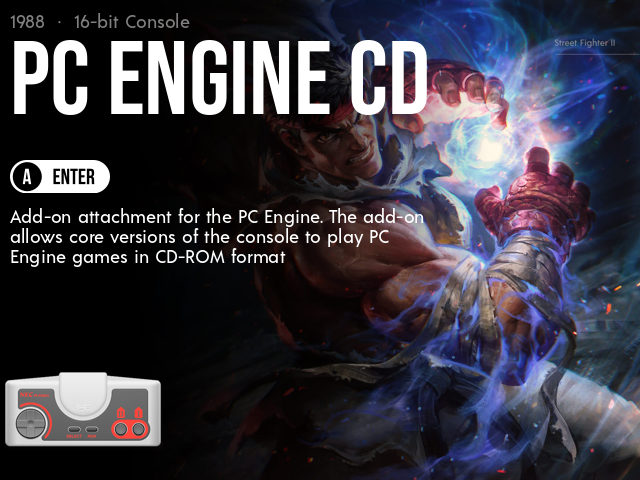 1988 · 16-bit Console
Street Fighter II
PC ENGINE CD
A ENTER
Add-on attachment for the PC Engine. The add-on
allows core versions of the console to play PC
Engine games in CD-ROM format